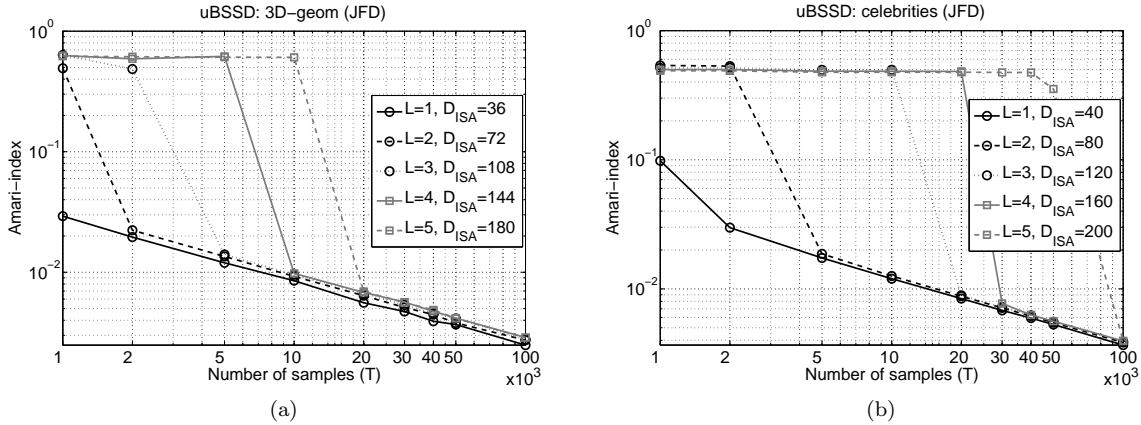 uBSSD: 3D−geom (JFD)
10^0
10^−1
10^−2
Amari−index
L=1, D_ISA=36
L=2, D_ISA=72
L=3, D_ISA=108
L=4, D_ISA=144
L=5, D_ISA=180
1 2 5 10 20 30 40 50 100
Number of samples (T)
x10^3
(a)
uBSSD: celebrities (JFD)
10^0
10^−1
10^−2
Amari−index
L=1, D_ISA=40
L=2, D_ISA=80
L=3, D_ISA=120
L=4, D_ISA=160
L=5, D_ISA=200
1 2 5 10 20 30 40 50 100
Number of samples (T)
x10^3
(b)